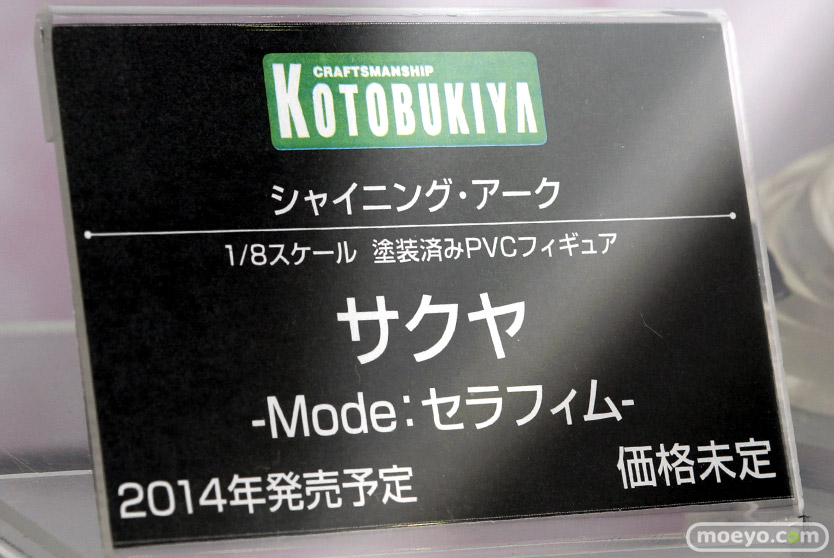 CRAFTSMANSHIP
KOTOBUKIYA
シャイニング・アーク
1/8スケール 塗装済みPVCフィギュア
サクヤ
-Mode:セラフィム-
2014年発売予定
価格未定
moeyo.com